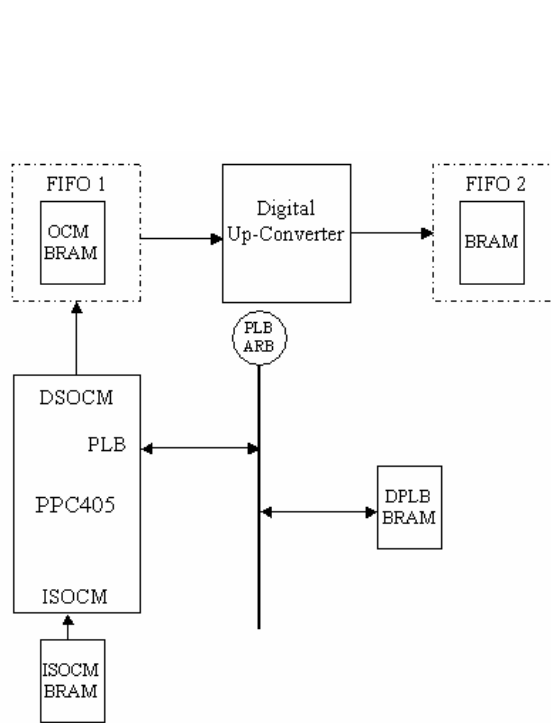 FIFO 1
OCM
BRAM
Digital
Up-Converter
FIFO 2
BRAM
PLB
ARB
DSOCM
PLB
PPC405
DPLB
BRAM
ISOCM
ISOCM
BRAM